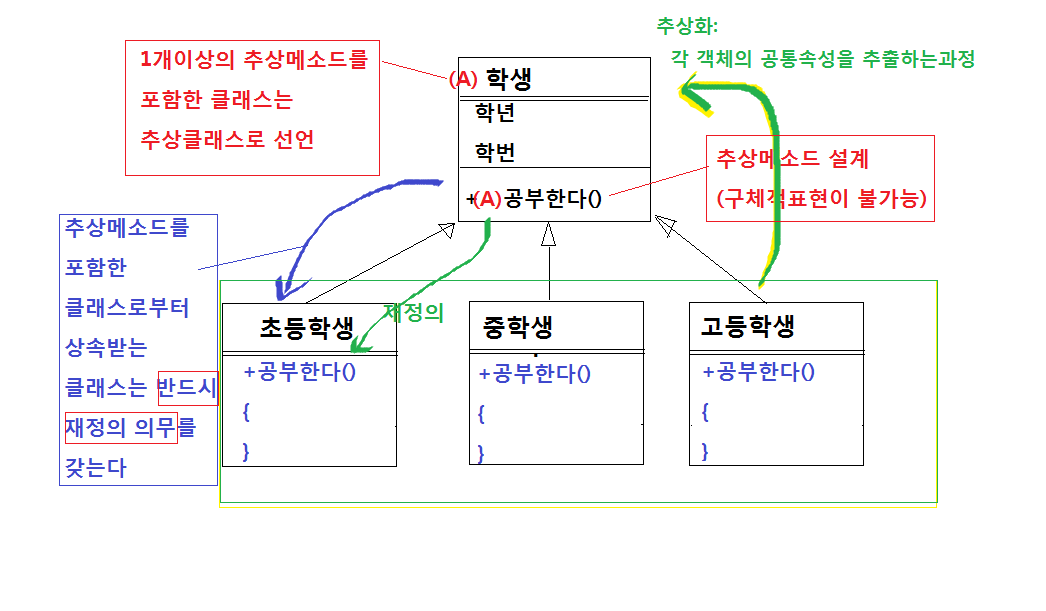 추상화:
각 객체의 공통속성을 추출하는과정
1개이상의 추상메소드를
포함한 클래스는
추상클래스로 선언
(A) 학생
학년
학번
+(A)공부한다()
추상메소드 설계
(구체적표현이 불가능)
추상메소드를
포함한
클래스로부터
상속받는
클래스는 반드시
재정의 의무를
갖는다
재정의
초등학생
+공부한다()
{
}
중학생
+공부한다()
{
}
고등학생
+공부한다()
{
}